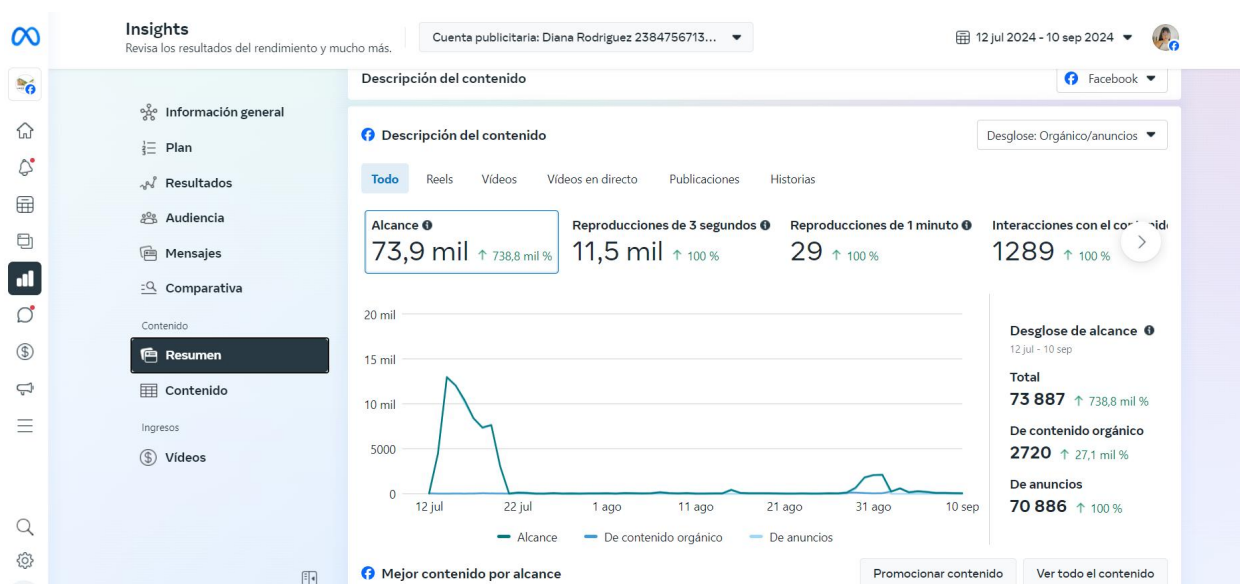 Insights
Revisa los resultados del rendimiento y mucho más.
Cuenta publicitaria: Diana Rodriguez 2384756713...
12 jul 2024 - 10 sep 2024
Descripción del contenido
Facebook
Información general
Plan
Resultados
Audiencia
Mensajes
Comparativa
Contenido
Resumen
Contenido
Ingresos
Vídeos
Descripción del contenido
Desglose: Orgánico/anuncios
Todo Reels Vídeos Vídeos en directo Publicaciones Historias
Alcance
73,9 mil ↑ 738,8 mil %
Reproducciones de 3 segundos
11,5 mil ↑ 100 %
Reproducciones de 1 minuto
29 ↑ 100 %
Interacciones con el
1289 ↑ 100 %
20 mil
15 mil
10 mil
5000
0
12 jul 22 jul 1 ago 11 ago 21 ago 31 ago 10 sep
Alcance De contenido orgánico De anuncios
Desglose de alcance
12 jul - 10 sep
Total
73 887 ↑ 738,8 mil %
De contenido orgánico
2720 ↑ 27,1 mil %
De anuncios
70 886 ↑ 100 %
Mejor contenido por alcance
Promocionar contenido
Ver todo el contenido